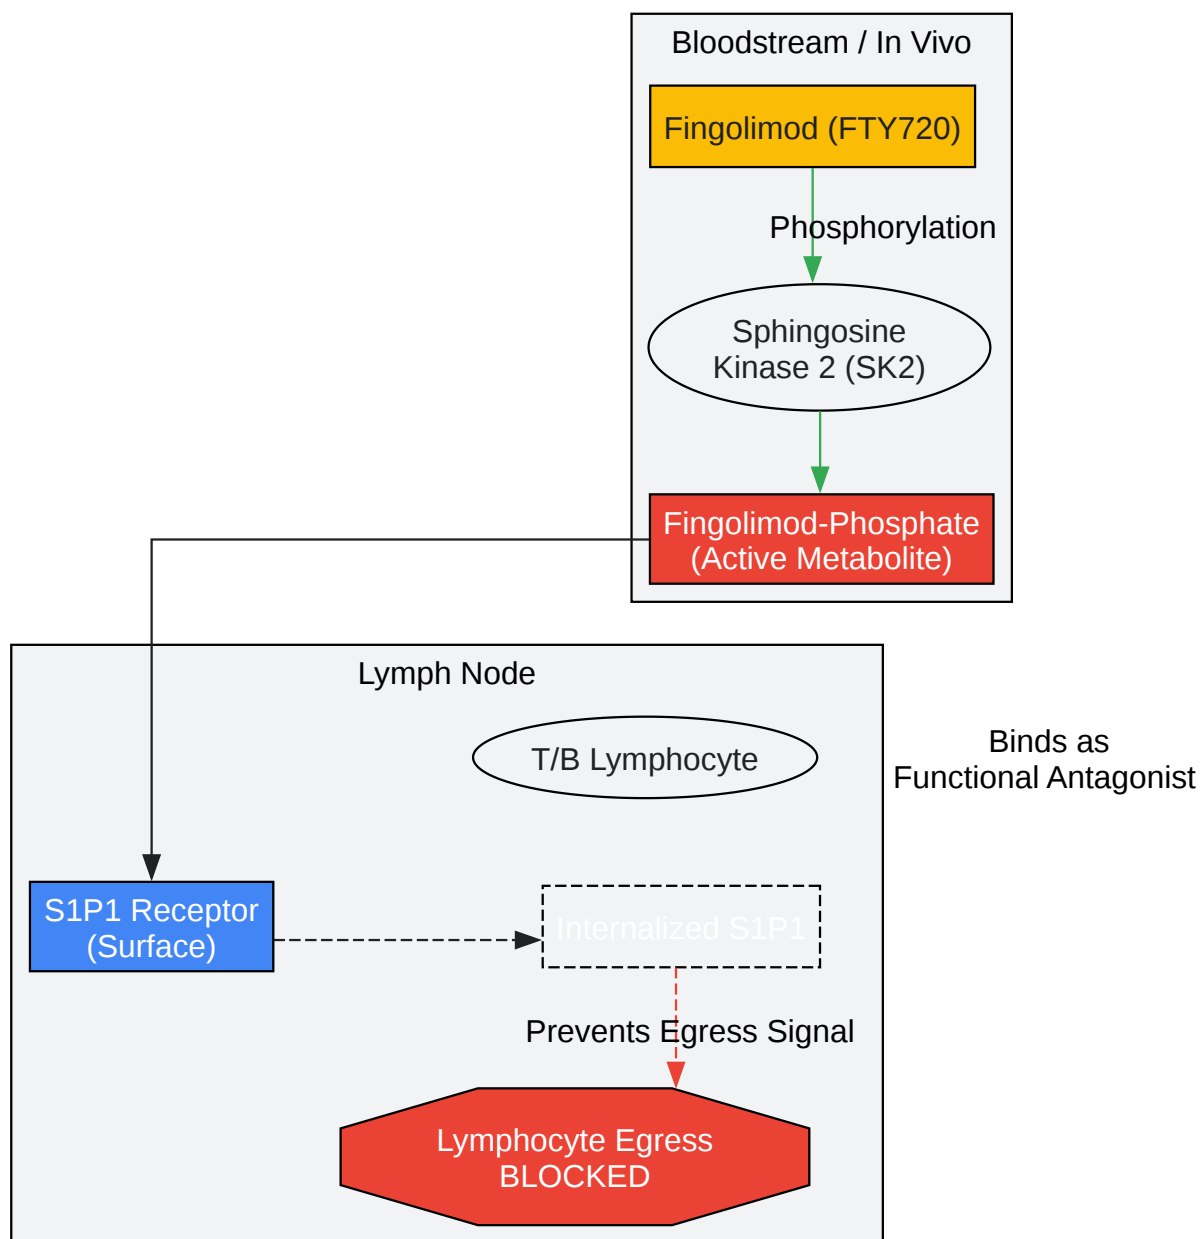 Bloodstream / In Vivo
Fingolimod (FTY720)
Phosphorylation
Sphingosine
Kinase 2 (SK2)
Fingolimod-Phosphate
(Active Metabolite)
Lymph Node
T/B Lymphocyte
Binds as
Functional Antagonist
S1P1 Receptor
(Surface)
Internalized S1P1
Prevents Egress Signal
Lymphocyte Egress
BLOCKED